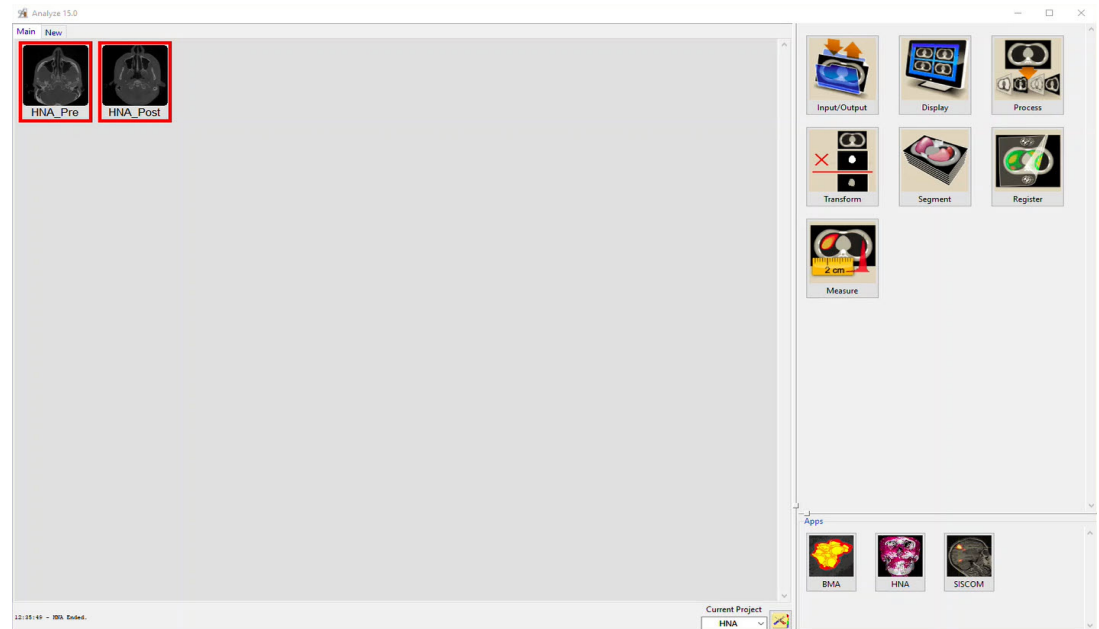 Analyze 15.0
Main New
HNA_Pre HNA_Post
Input/Output Display Process
Transform Segment Register
2 cm
Measure
Apps
BMA HNA SISCOM
Current Project
HNA
12:35:49 - HNA Ended.